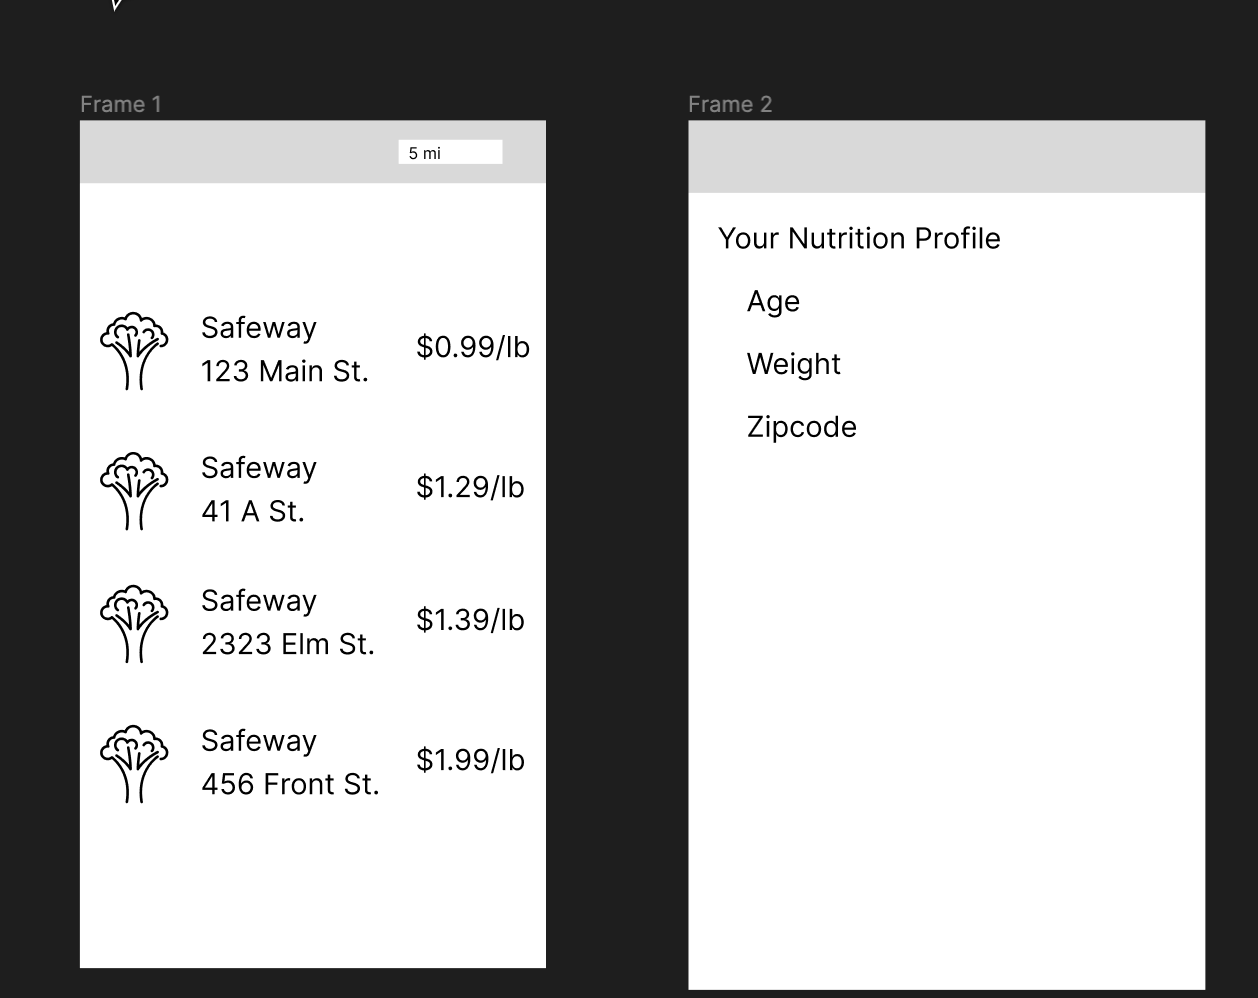 Frame 1
5 mi
Safeway
123 Main St.
$0.99/lb
Safeway
41 A St.
$1.29/lb
Safeway
2323 Elm St.
$1.39/lb
Safeway
456 Front St.
$1.99/lb
Frame 2
Your Nutrition Profile
Age
Weight
Zipcode